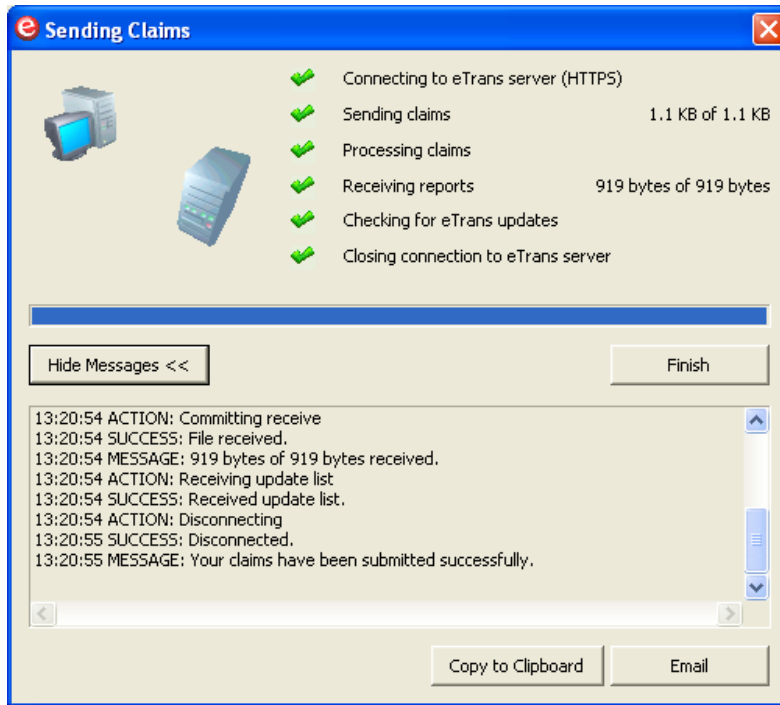 Sending Claims
Connecting to eTrans server (HTTPS)
Sending claims 1.1 KB of 1.1 KB
Processing claims
Receiving reports 919 bytes of 919 bytes
Checking for eTrans updates
Closing connection to eTrans server
Hide Messages << Finish
13:20:54 ACTION: Committing receive
13:20:54 SUCCESS: File received.
13:20:54 MESSAGE: 919 bytes of 919 bytes received.
13:20:54 ACTION: Receiving update list
13:20:54 SUCCESS: Received update list.
13:20:54 ACTION: Disconnecting
13:20:55 SUCCESS: Disconnected.
13:20:55 MESSAGE: Your claims have been submitted successfully.
Copy to Clipboard Email